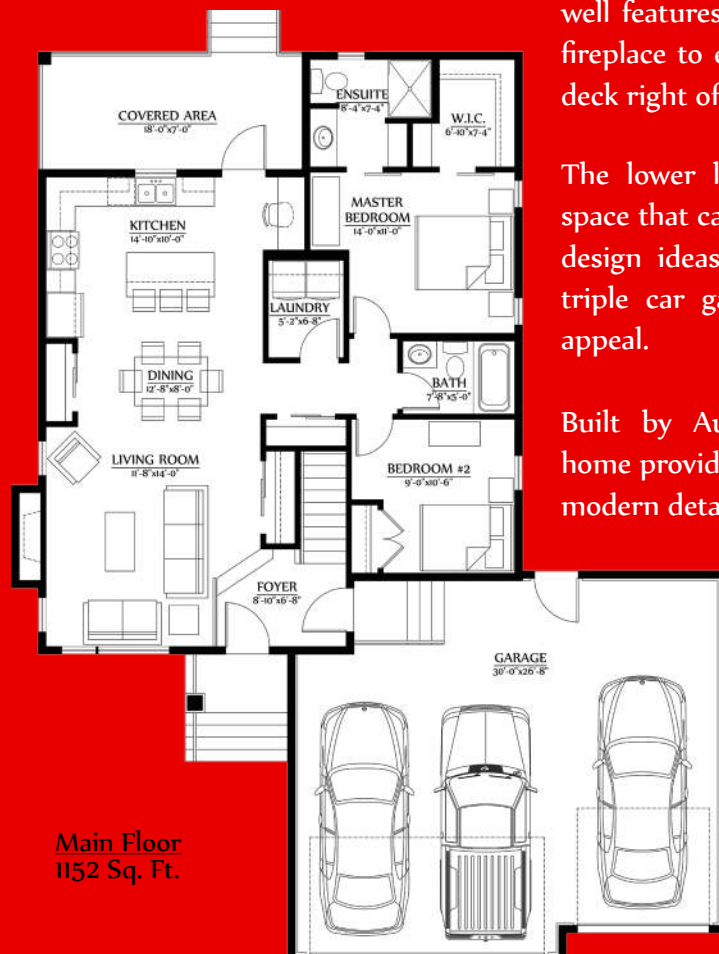 well features
fireplace to e
deck right of
The lower l
space that ca
design ideas
triple car ga
appeal.
Built by Au
home provid
modern deta
COVERED AREA
18'-0"x7'-0"
ENSUITE
8'-4"x7'-4"
W.I.C.
6'-10"x7'-4"
KITCHEN
14'-10"x10'-0"
MASTER
BEDROOM
14'-0"x11'-0"
LAUNDRY
5'-2"x6'-8"
DINING
12'-8"x8'-0"
BATH
7'-8"x5'-0"
LIVING ROOM
11'-8"x14'-0"
BEDROOM #2
9'-0"x10'-6"
FOYER
8'-10"x6'-8"
GARAGE
30'-0"x26'-8"
Main Floor
1152 Sq. Ft.